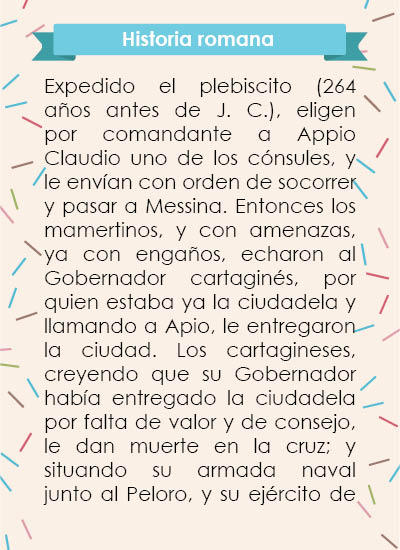 Historia romana
Expedido el plebiscito (264
años antes de J. C.), eligen
por comandante a Appio
Claudio uno de los cónsules, y
le envían con orden de socorrer
y pasar a Messina. Entonces los
mamertinos, y con amenazas,
ya con engaños, echaron al
Gobernador cartaginés, por
quien estaba ya la ciudadela y
llamando a Apio, le entregaron
la ciudad. Los cartagineses,
creyendo que su Gobernador
había entregado la ciudadela
por falta de valor y de consejo,
le dan muerte en la cruz; y
situando su armada naval
junto al Peloro, y su ejército de